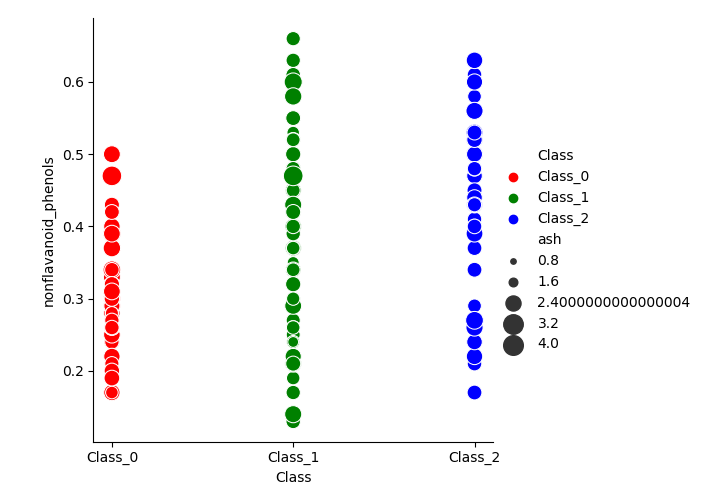 nonflavanoid_phenols
0.6
0.5
0.4
0.3
0.2
Class_0
Class_1
Class_2
Class
Class
Class_0
Class_1
Class_2
ash
0.8
1.6
2.4000000000000004
3.2
4.0